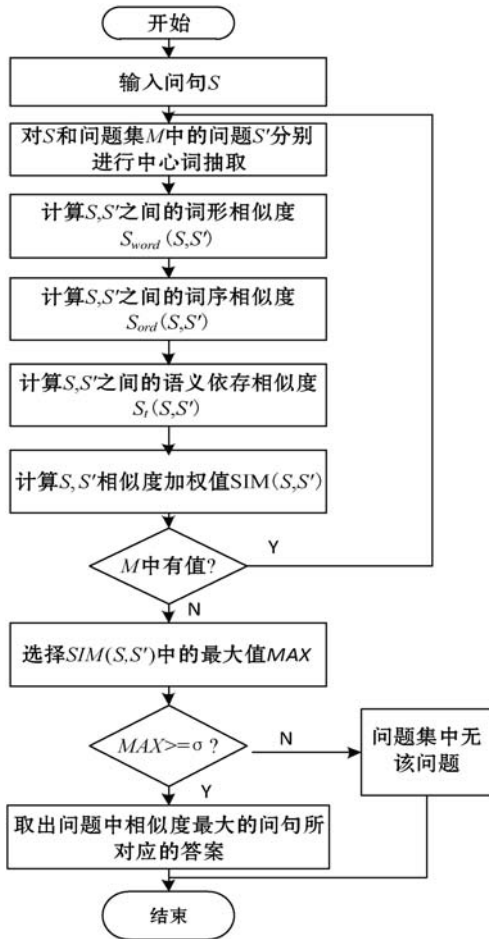 开始
输入问句S
对S和问题集M中的问题S′分别
进行中心词抽取
计算S,S′之间的词形相似度
Sword(S,S′)
计算S,S′之间的词序相似度
Sord(S,S′)
计算S,S′之间的语义依存相似度
St(S,S′)
计算S,S′相似度加权值SIM(S,S′)
M中有值?
Y
N
选择SIM(S,S′)中的最大值MAX
MAX>=σ?
N
问题集中无
该问题
Y
取出问题中相似度最大的问句所
对应的答案
结束